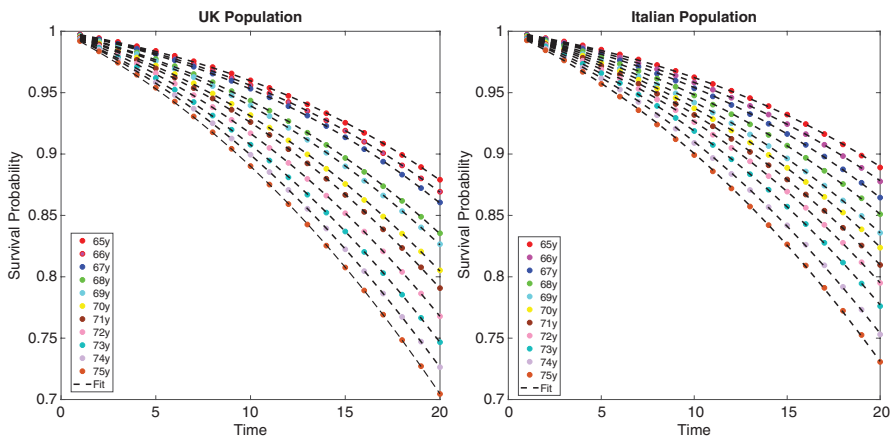 UK Population
Survival Probability
1
0.95
0.9
0.85
0.8
0.75
0.7
65y
66y
67y
68y
69y
70y
71y
72y
73y
74y
75y
Fit
0
5
10
15
20
Time
Italian Population
Survival Probability
1
0.95
0.9
0.85
0.8
0.75
0.7
65y
66y
67y
68y
69y
70y
71y
72y
73y
74y
75y
Fit
0
5
10
15
20
Time